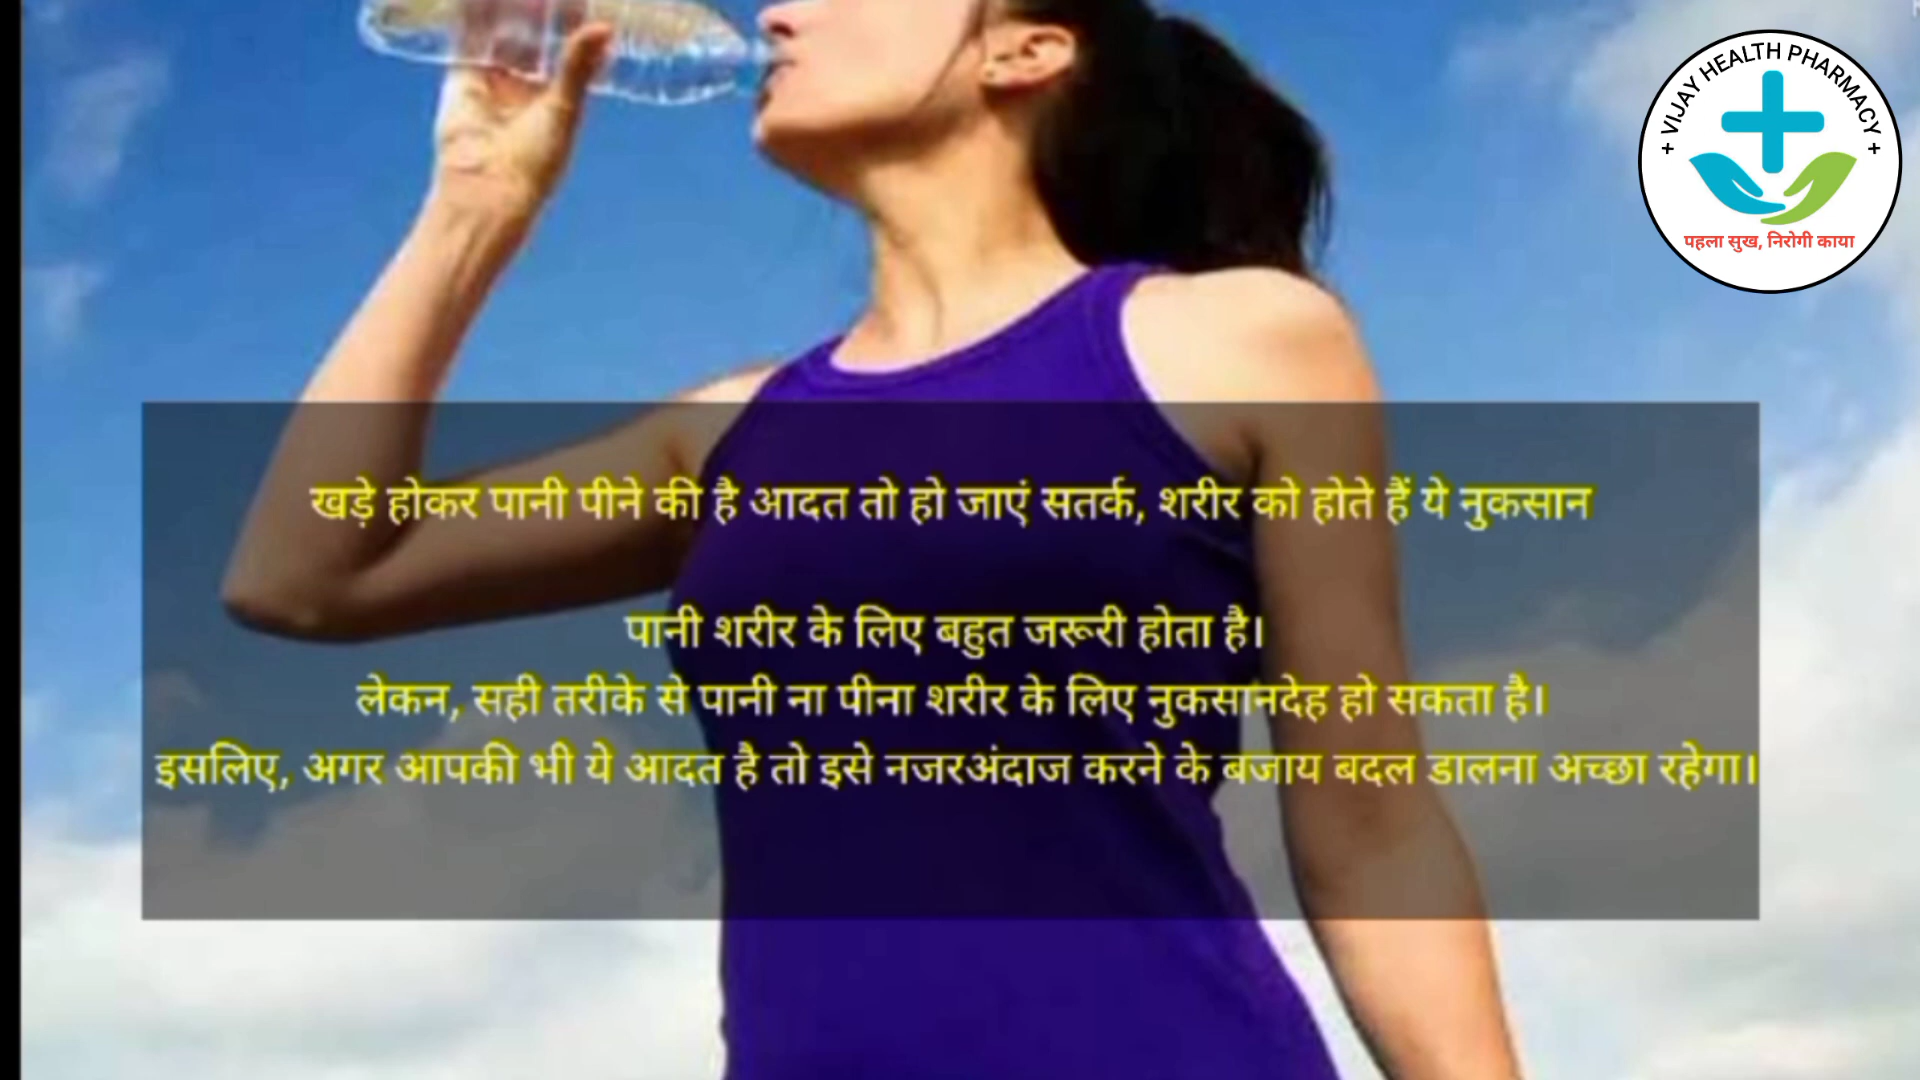 + VIJAY HEALTH PHARMACY +
पहला सुख, निरोगी काया
खड़े होकर पानी पीने की है आदत तो हो जाएं सतर्क, शरीर को होते हैं ये नुकसान
पानी शरीर के लिए बहुत जरूरी होता है।
लेकन, सही तरीके से पानी ना पीना शरीर के लिए नुकसानदेह हो सकता है।
इसलिए, अगर आपकी भी ये आदत है तो इसे नजरअंदाज करने के बजाय बदल डालना अच्छा रहेगा।